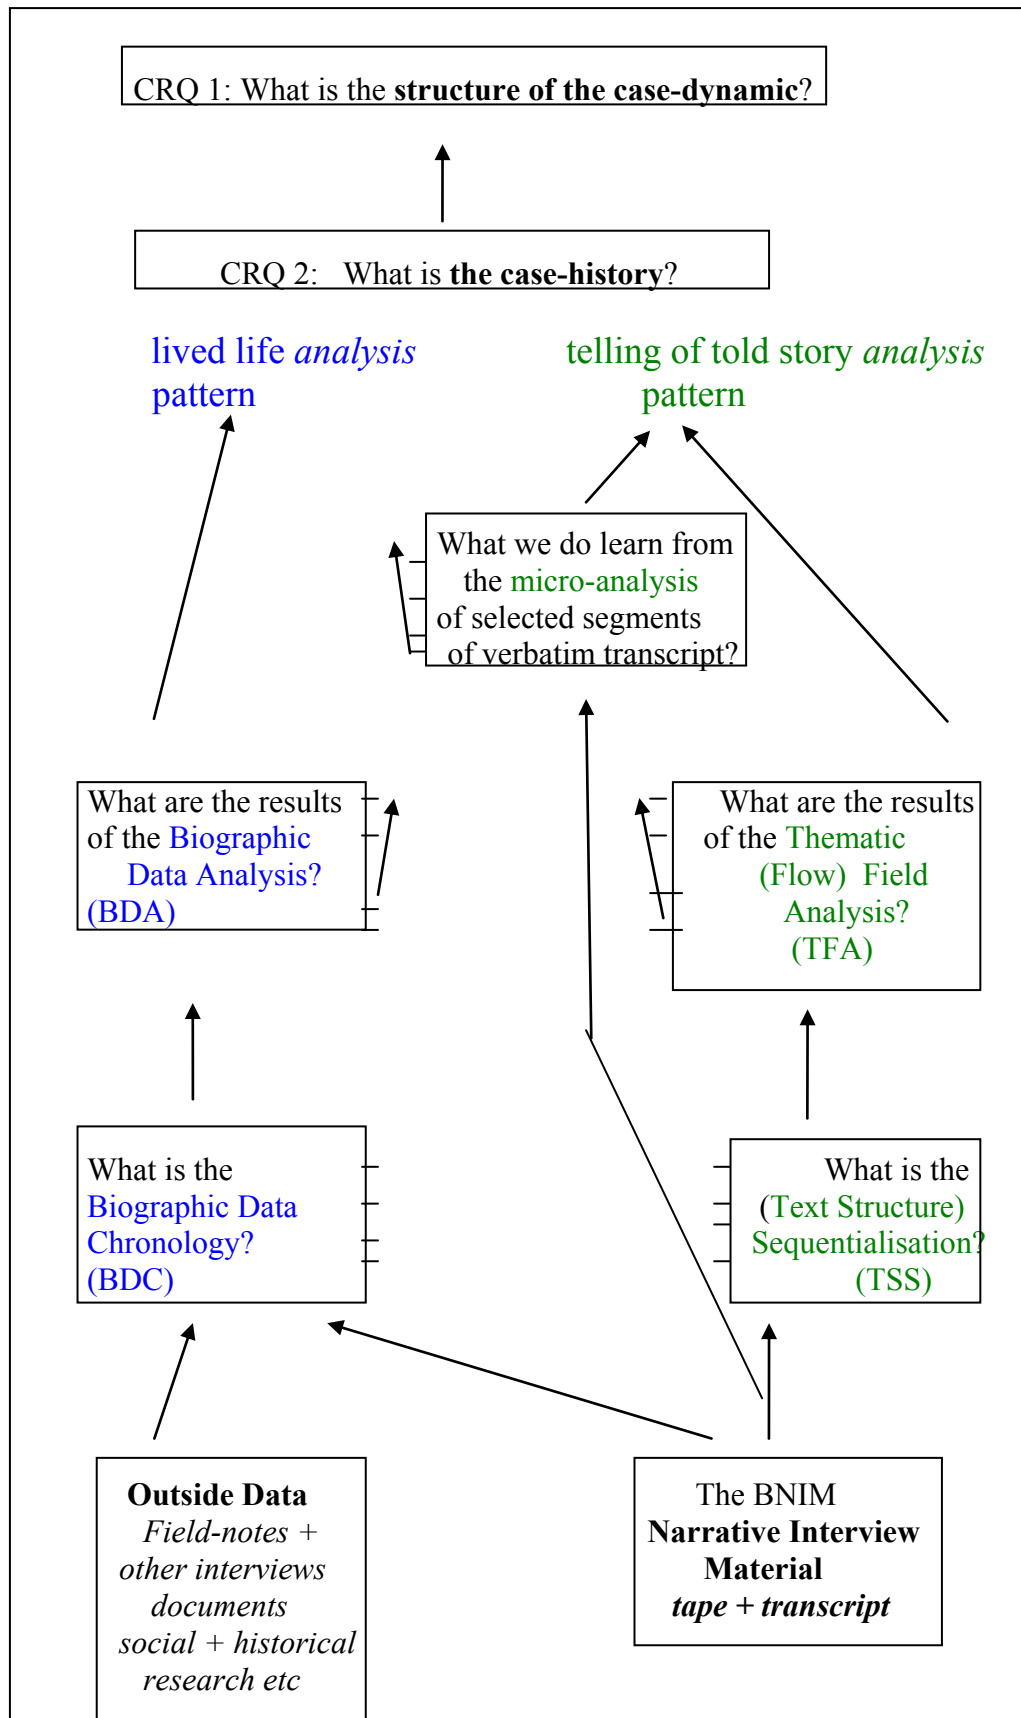 CRQ 1: What is the structure of the case-dynamic?
CRQ 2: What is the case-history?
lived life analysis
pattern
telling of told story analysis
pattern
What we do learn from
the micro-analysis
of selected segments
of verbatim transcript?
What are the results
of the Biographic
Data Analysis?
(BDA)
What are the results
of the Thematic
(Flow) Field
Analysis?
(TFA)
What is the
Biographic Data
Chronology?
(BDC)
What is the
(Text Structure)
Sequentialisation?
(TSS)
Outside Data
Field-notes +
other interviews
documents
social + historical
research etc
The BNIM
Narrative Interview
Material
tape + transcript